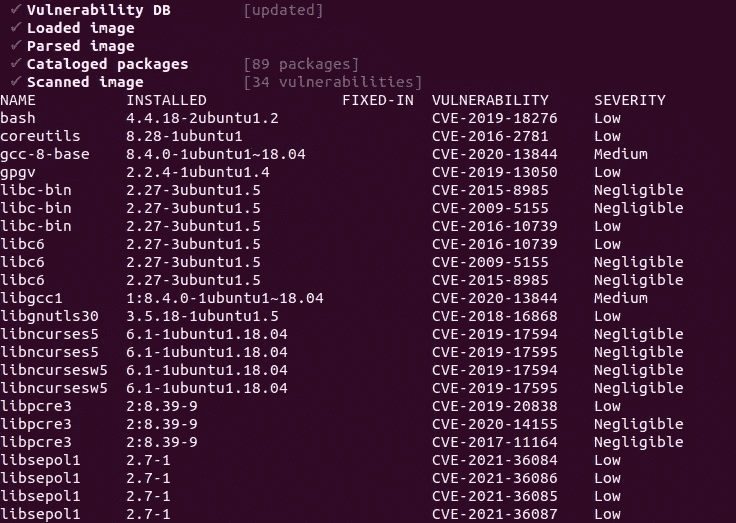 ✓ Vulnerability DB [updated]
✓ Loaded image
✓ Parsed image
✓ Cataloged packages [89 packages]
✓ Scanned image [34 vulnerabilities]
NAME INSTALLED FIXED-IN VULNERABILITY SEVERITY
bash 4.4.18-2ubuntu1.2 CVE-2019-18276 Low
coreutils 8.28-1ubuntu1 CVE-2016-2781 Low
gcc-8-base 8.4.0-1ubuntu1~18.04 CVE-2020-13844 Medium
gpgv 2.2.4-1ubuntu1.4 CVE-2019-13050 Low
libc-bin 2.27-3ubuntu1.5 CVE-2015-8985 Negligible
libc-bin 2.27-3ubuntu1.5 CVE-2009-5155 Negligible
libc-bin 2.27-3ubuntu1.5 CVE-2016-10739 Low
libc6 2.27-3ubuntu1.5 CVE-2016-10739 Low
libc6 2.27-3ubuntu1.5 CVE-2009-5155 Negligible
libc6 2.27-3ubuntu1.5 CVE-2015-8985 Negligible
libgcc1 1:8.4.0-1ubuntu1~18.04 CVE-2020-13844 Medium
libgnutls30 3.5.18-1ubuntu1.5 CVE-2018-16868 Low
libncurses5 6.1-1ubuntu1.18.04 CVE-2019-17594 Negligible
libncurses5 6.1-1ubuntu1.18.04 CVE-2019-17595 Negligible
libncursesw5 6.1-1ubuntu1.18.04 CVE-2019-17594 Negligible
libncursesw5 6.1-1ubuntu1.18.04 CVE-2019-17595 Negligible
libpcre3 2:8.39-9 CVE-2019-20838 Low
libpcre3 2:8.39-9 CVE-2020-14155 Negligible
libpcre3 2:8.39-9 CVE-2017-11164 Negligible
libsepol1 2.7-1 CVE-2021-36084 Low
libsepol1 2.7-1 CVE-2021-36086 Low
libsepol1 2.7-1 CVE-2021-36085 Low
libsepol1 2.7-1 CVE-2021-36087 Low